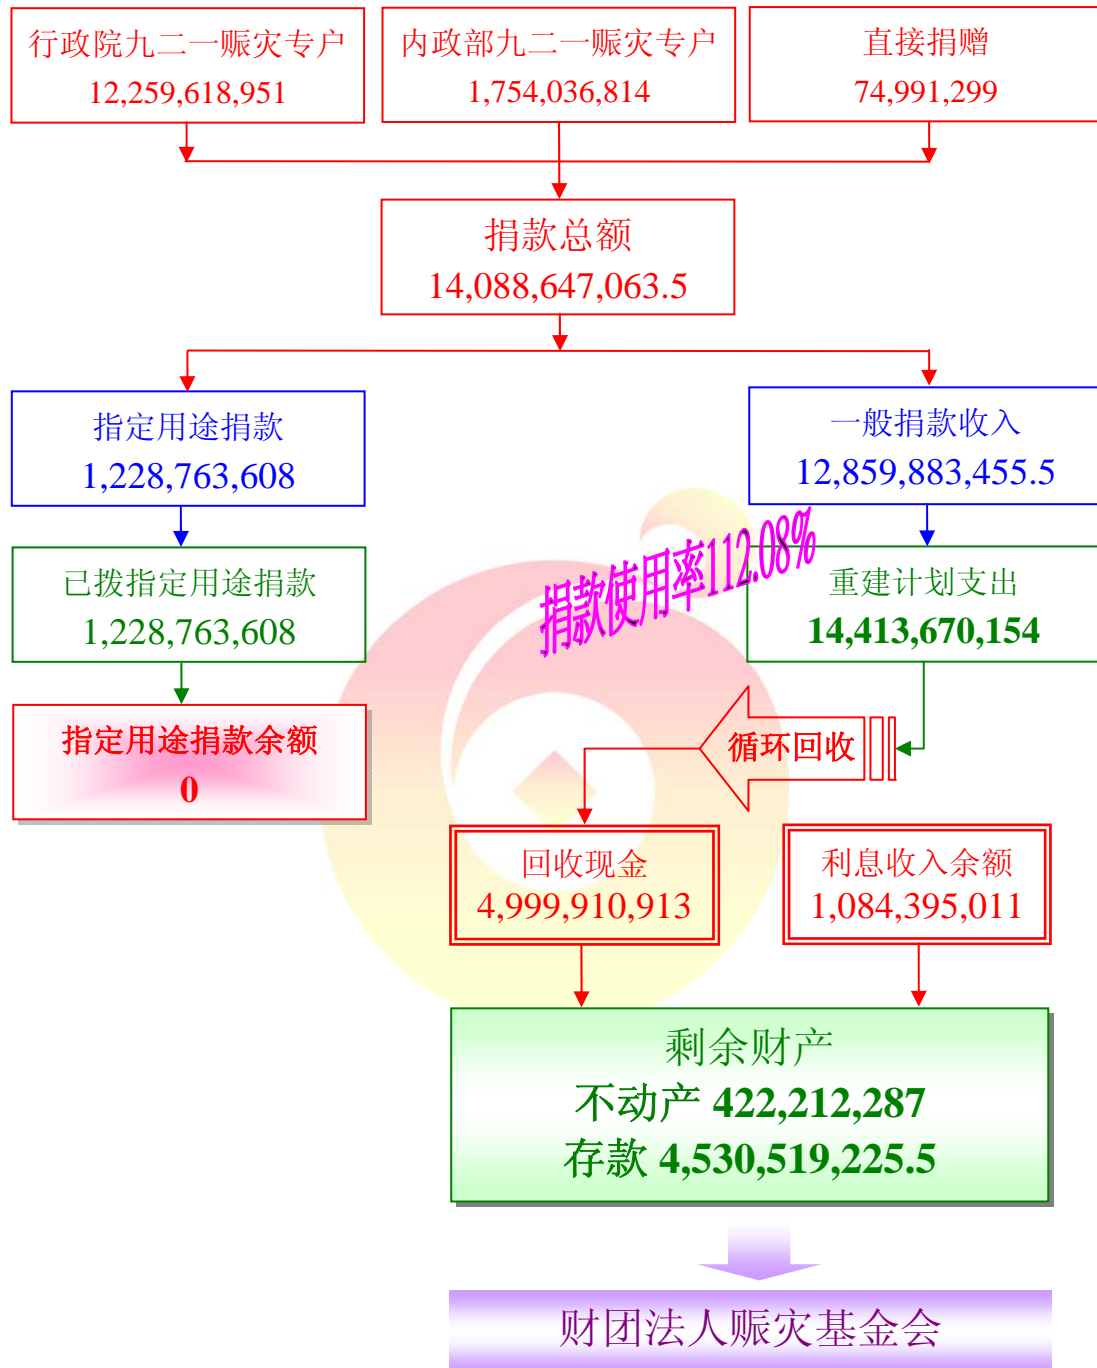 行政院九二一赈灾专户
12,259,618,951
内政部九二一赈灾专户
1,754,036,814
直接捐赠
74,991,299
捐款总额
14,088,647,063.5
指定用途捐款
1,228,763,608
一般捐款收入
12,859,883,455.5
捐款使用率112.08%
已拨指定用途捐款
1,228,763,608
重建计划支出
14,413,670,154
指定用途捐款余额
0
循环回收
回收现金
4,999,910,913
利息收入余额
1,084,395,011
剩余财产
不动产 422,212,287
存款 4,530,519,225.5
财团法人赈灾基金会